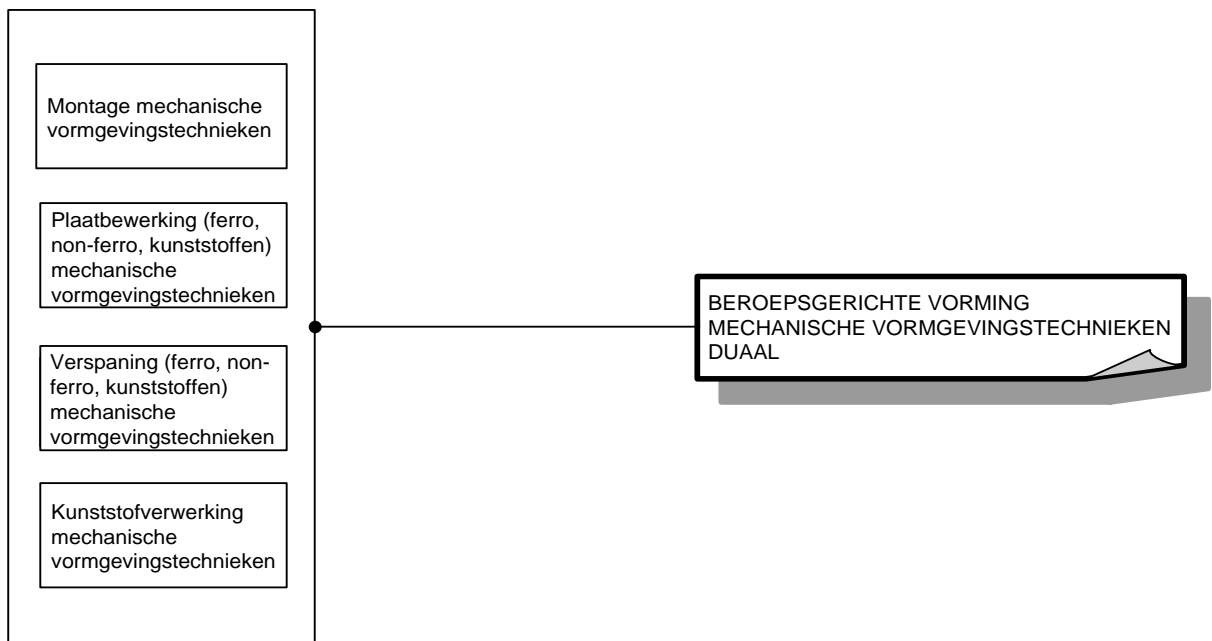 Montage mechanische
vormgevingstechnieken
Plaatbewerking (ferro,
non-ferro, kunststoffen)
mechanische
vormgevingstechnieken
Verspaning (ferro, non-
ferro, kunststoffen)
mechanische
vormgevingstechnieken
Kunststofverwerking
mechanische
vormgevingstechnieken
BEROEPSGERICHTE VORMING
MECHANISCHE VORMGEVINGSTECHNIEKEN
DUAAL